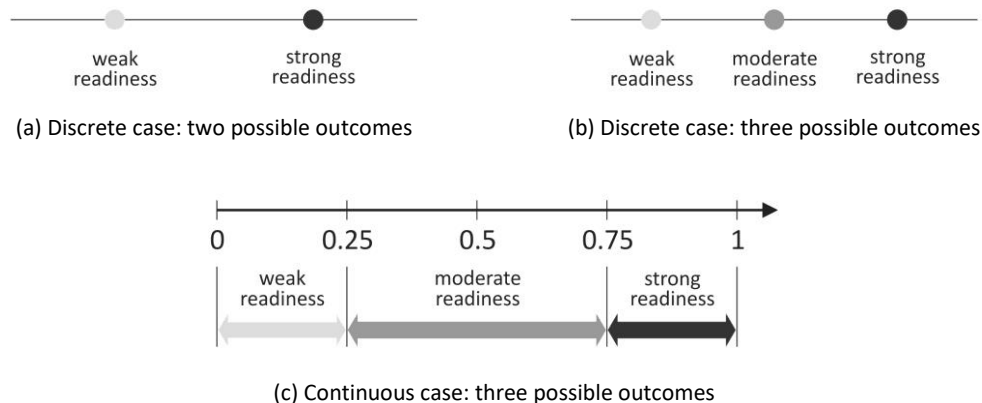 weak
readiness
strong
readiness
(a) Discrete case: two possible outcomes
weak
readiness
moderate
readiness
strong
readiness
(b) Discrete case: three possible outcomes
0
0.25
0.5
0.75
1
weak
readiness
moderate
readiness
strong
readiness
(c) Continuous case: three possible outcomes